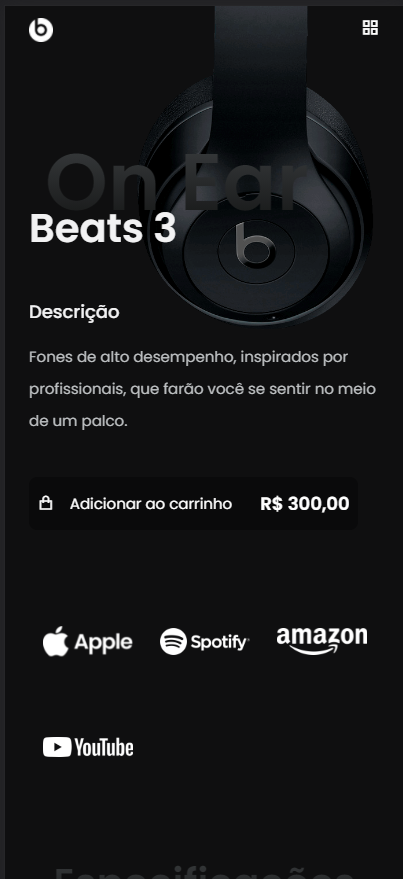 On Ear
Beats 3
Descrição
Fones de alto desempenho, inspirados por
profissionais, que farão você se sentir no meio
de um palco.
Adicionar ao carrinho R$ 300,00
Apple Spotify amazon
YouTube
Especificações